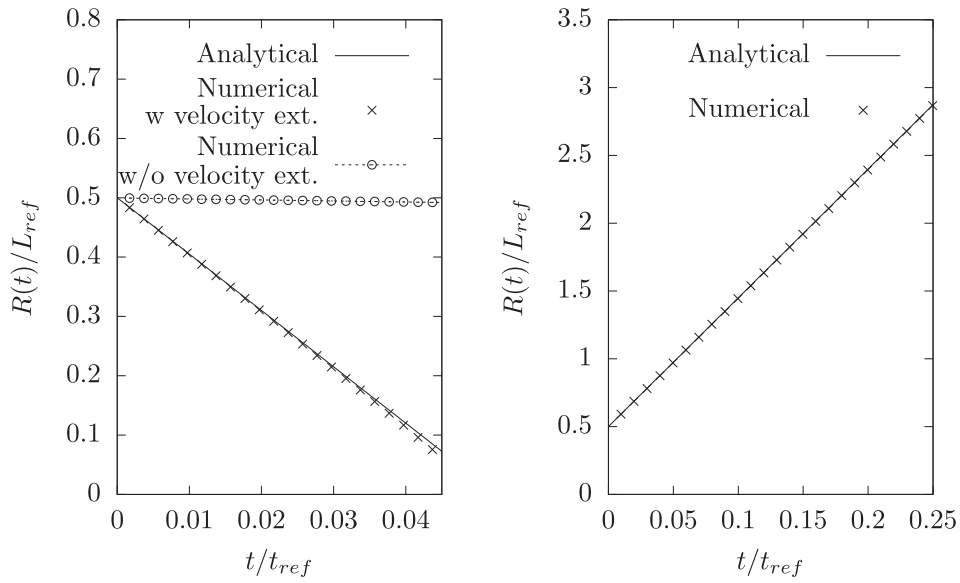 0.8
0.7
0.6
0.5
0.4
0.3
0.2
0.1
0
R(t)/L_ref
Analytical
Numerical
w velocity ext.
Numerical
w/o velocity ext.
0 0.01 0.02 0.03 0.04
t/t_ref
3.5
3
2.5
2
1.5
1
0.5
0
R(t)/L_ref
Analytical
Numerical
0 0.05 0.1 0.15 0.2 0.25
t/t_ref